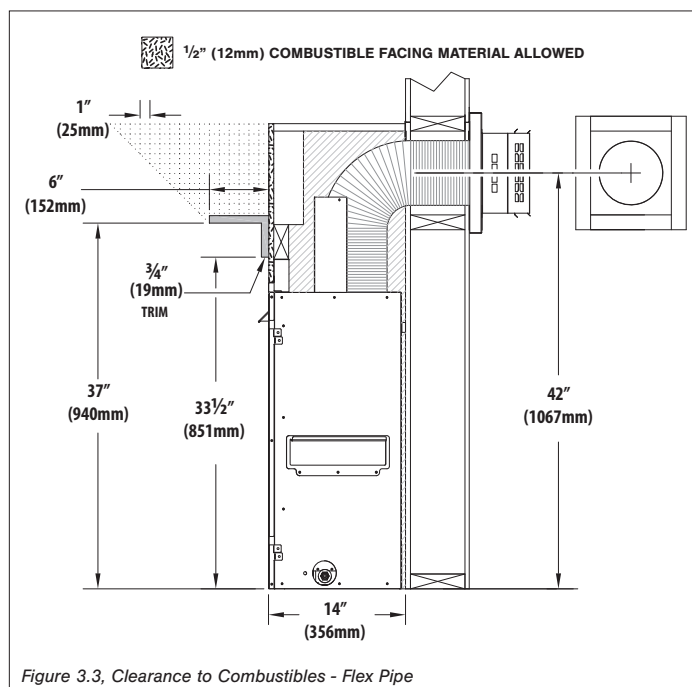 ½" (12mm) COMBUSTIBLE FACING MATERIAL ALLOWED
1"
(25mm)
6"
(152mm)
¾"
(19mm)
TRIM
37"
(940mm)
33½"
(851mm)
42"
(1067mm)
14"
(356mm)
Figure 3.3, Clearance to Combustibles - Flex Pipe